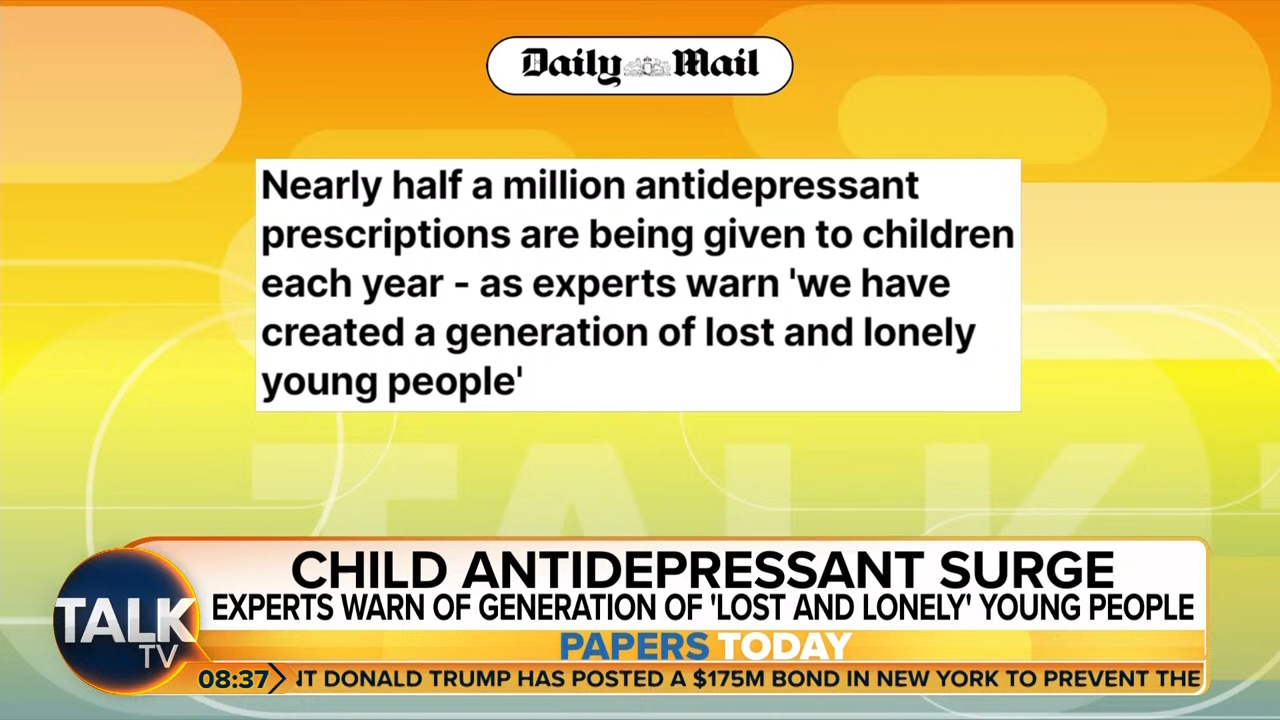 Daily Mail
Nearly half a million antidepressant
prescriptions are being given to children
each year - as experts warn 'we have
created a generation of lost and lonely
young people'
TALK
CHILD ANTIDEPRESSANT SURGE
EXPERTS WARN OF GENERATION OF 'LOST AND LONELY' YOUNG PEOPLE
TALK
TV
PAPERS TODAY
08:37
DONALD TRUMP HAS POSTED A $175M BOND IN NEW YORK TO PREVENT THE